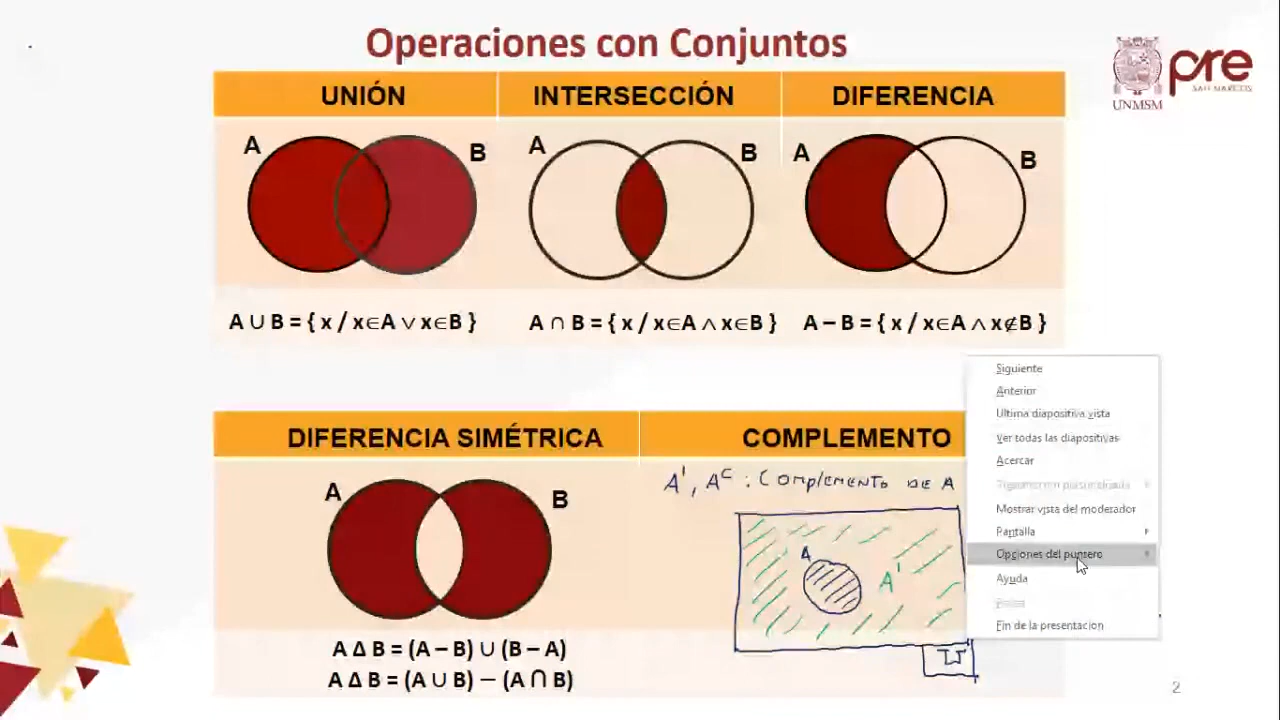 Operaciones con Conjuntos
UNMSM
pre
SAN MARCOS
UNIÓN INTERSECCIÓN DIFERENCIA
A B A B A B
A ∪ B = { x / x∈A ∨ x∈B } A ∩ B = { x / x∈A ∧ x∈B } A – B = { x / x∈A ∧ x∉B }
DIFERENCIA SIMÉTRICA COMPLEMENTO
A B
A Δ B = (A – B) ∪ (B – A)
A Δ B = (A ∪ B) – (A ∩ B)
A', Aᶜ : Complemento de A
A A'
U
Siguiente
Anterior
Última diapositiva vista
Ver todas las diapositivas
Acercar
Mostrar vista del moderador
Pantalla
Opciones del puntero
Ayuda
Fin de la presentación
2